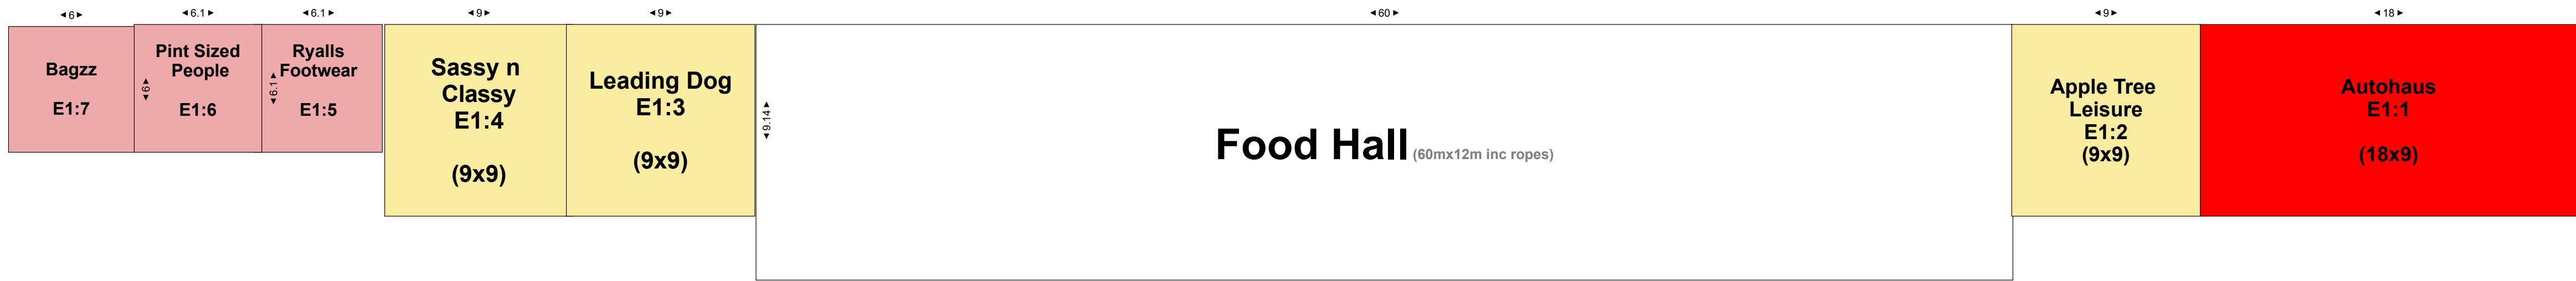 ◄6►
◄6.1►
◄6.1►
◄9►
◄9►
◄60►
◄9►
◄18►
Bagzz
E1:7
Pint Sized
People
◄6►
E1:6
Ryalls
Footwear
◄6.1►
E1:5
Sassy n
Classy
E1:4
(9x9)
Leading Dog
E1:3
(9x9)
◄9.14►
Food Hall (60mx12m inc ropes)
Apple Tree
Leisure
E1:2
(9x9)
Autohaus
E1:1
(18x9)